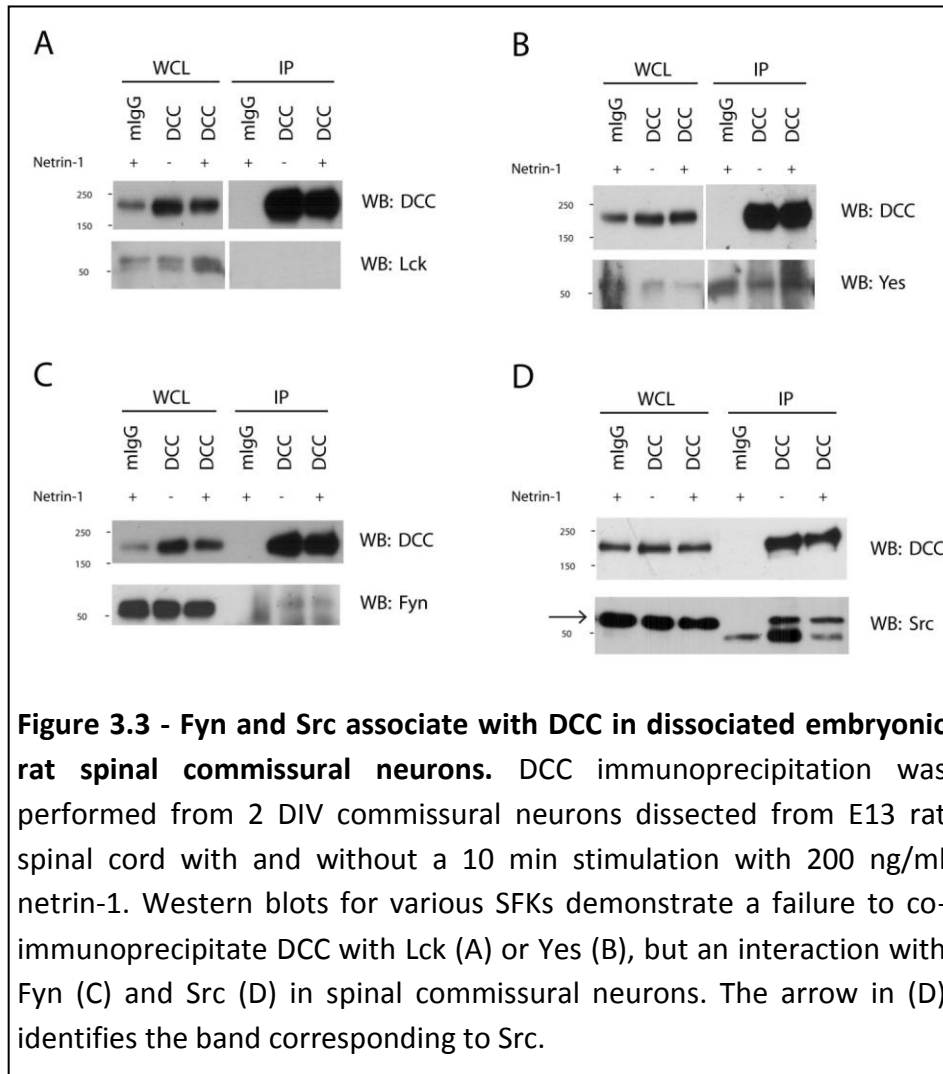 A
WCL IP
mIgG DCC DCC mIgG DCC DCC
Netrin-1 + - + + - +
250
150
WB: DCC
50
WB: Lck
B
WCL IP
mIgG DCC DCC mIgG DCC DCC
Netrin-1 + - + + - +
250
150
WB: DCC
50
WB: Yes
C
WCL IP
mIgG DCC DCC mIgG DCC DCC
Netrin-1 + - + + - +
250
150
WB: DCC
50
WB: Fyn
D
WCL IP
mIgG DCC DCC mIgG DCC DCC
Netrin-1 + - + + - +
250
150
WB: DCC
50
WB: Src
Figure 3.3 - Fyn and Src associate with DCC in dissociated embryonic
rat spinal commissural neurons. DCC immunoprecipitation was
performed from 2 DIV commissural neurons dissected from E13 rat
spinal cord with and without a 10 min stimulation with 200 ng/ml
netrin-1. Western blots for various SFKs demonstrate a failure to co-
immunoprecipitate DCC with Lck (A) or Yes (B), but an interaction with
Fyn (C) and Src (D) in spinal commissural neurons. The arrow in (D)
identifies the band corresponding to Src.